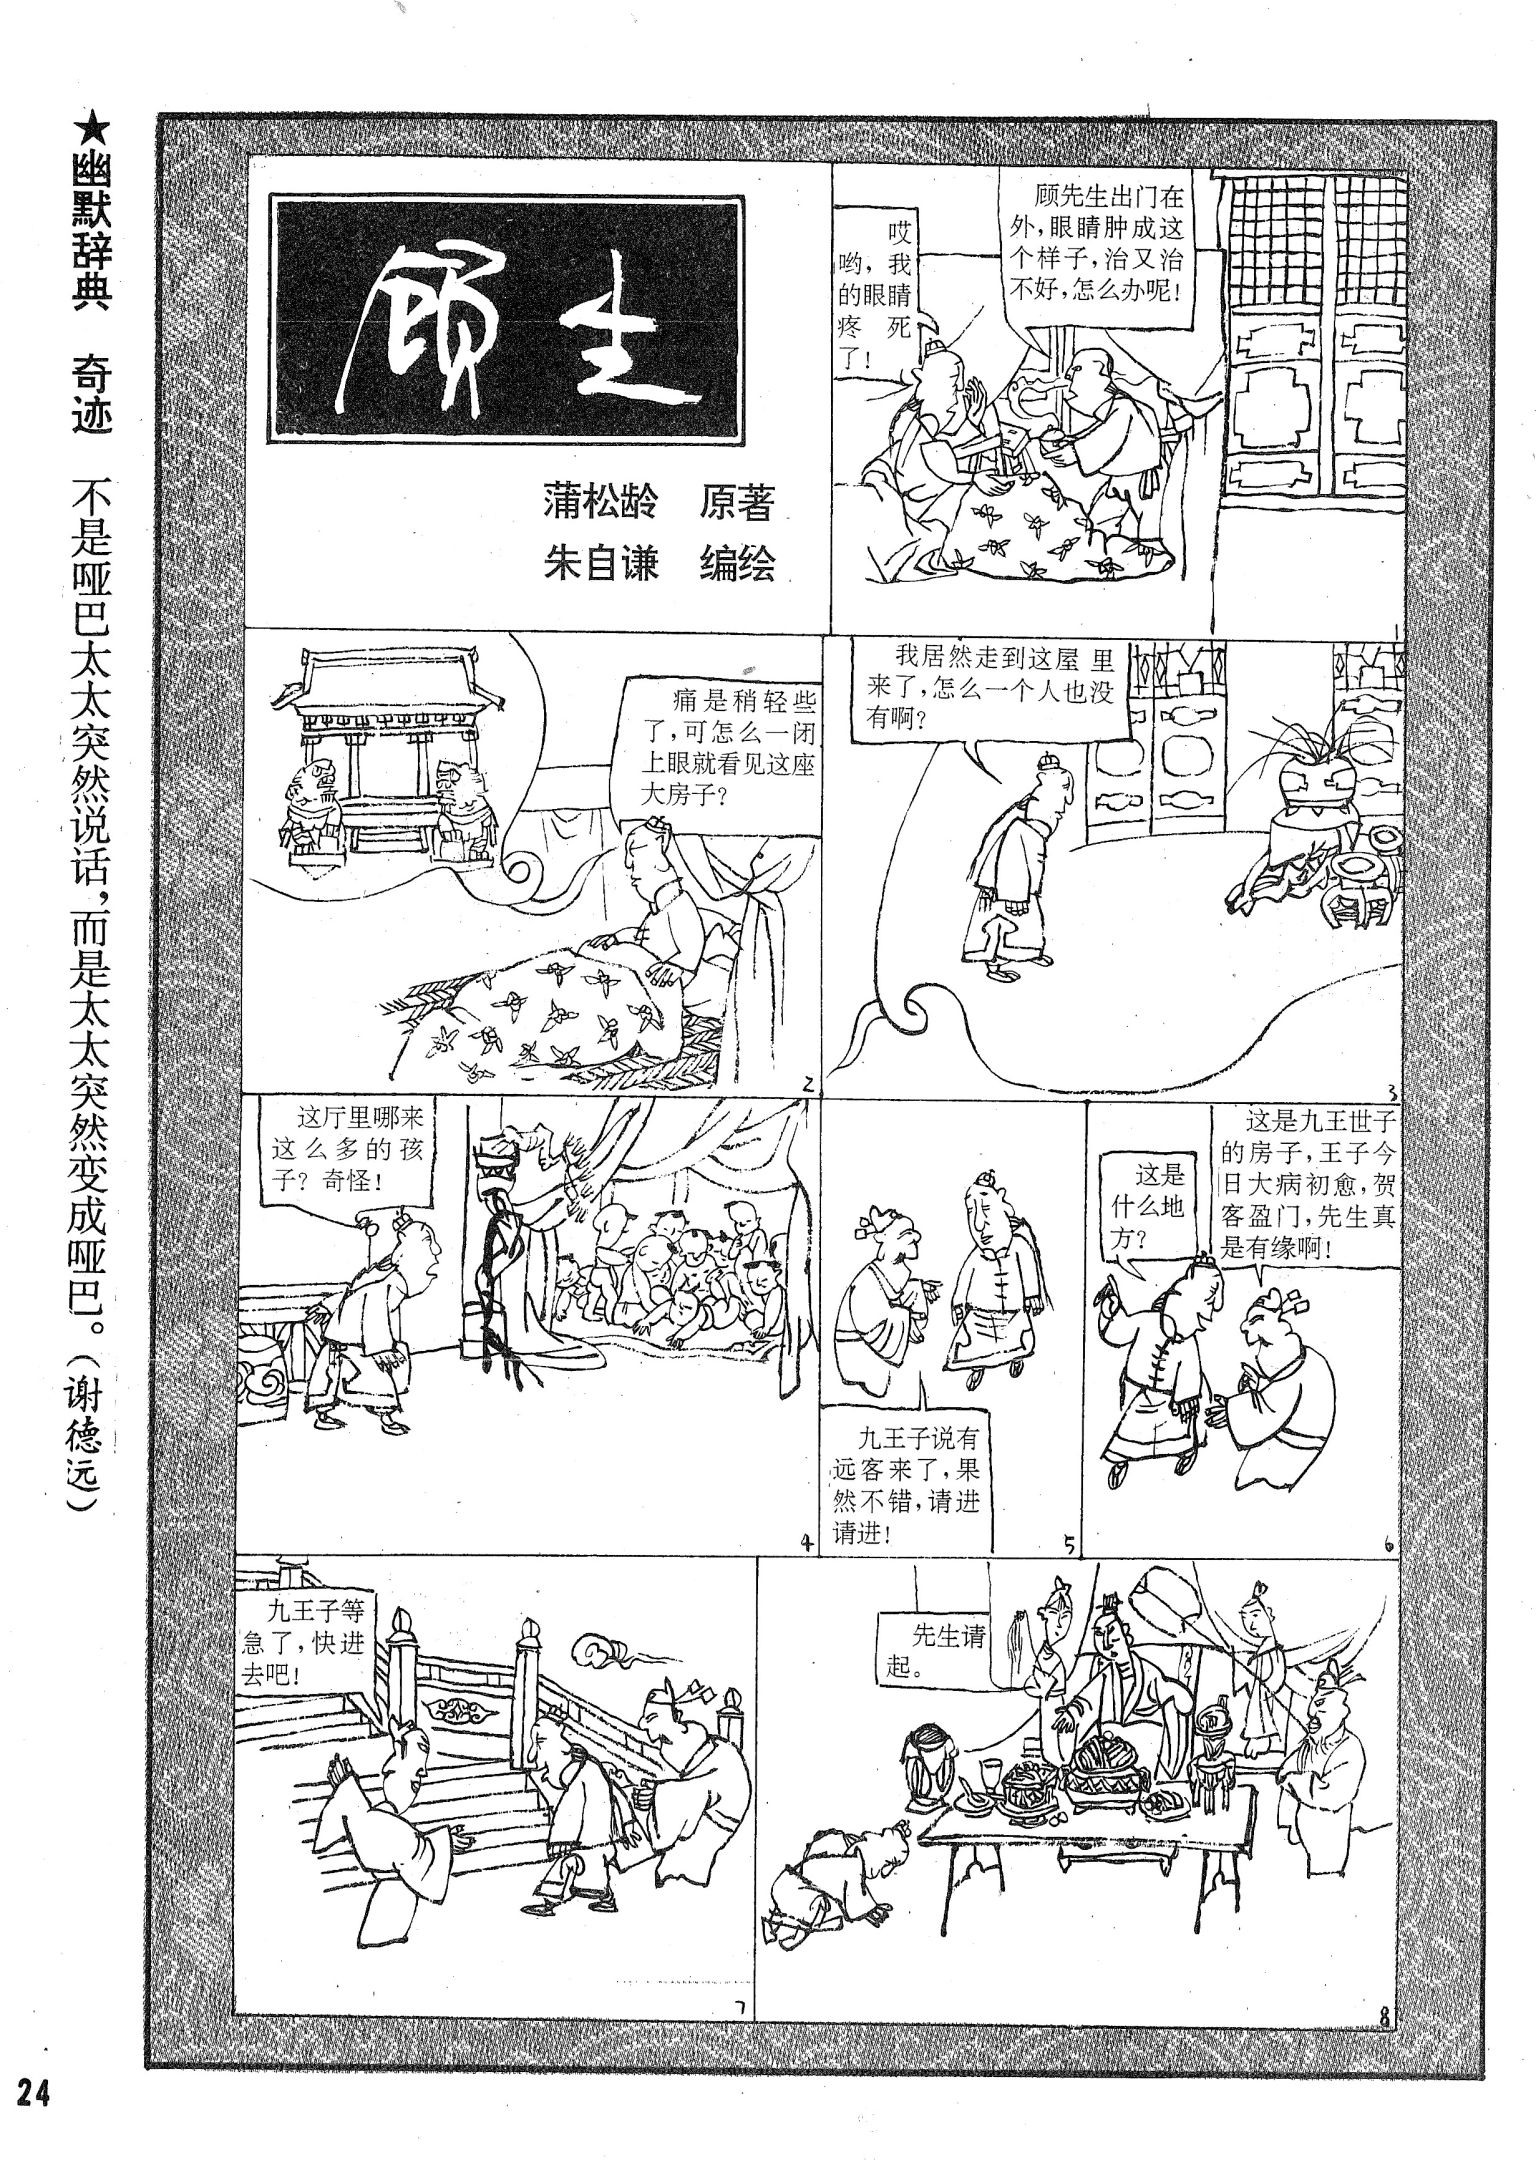 ★幽默辞典 奇迹 不是哑巴太太突然说话，而是太太突然变成哑巴。（谢德远）
顾生
蒲松龄 原著
朱自谦 编绘
哎
哟，我
的眼睛
疼死
了！
顾先生出门在
外，眼睛肿成这
个样子，治又治
不好，怎么办呢！
痛是稍轻些
了，可怎么一闭
上眼就看见这座
大房子？
2
我居然走到这屋里
来了，怎么一个人也没
有啊？
3
这厅里哪来
这么多的孩
子？奇怪！
4
九王子说有
远客来了，果
然不错，请进
请进！
5
这是
什么地
方？
这是九王世子
的房子，王子今
日大病初愈，贺
客盈门，先生真
是有缘啊！
6
九王子等
急了，快进
去吧！
7
先生请
起。
8
24